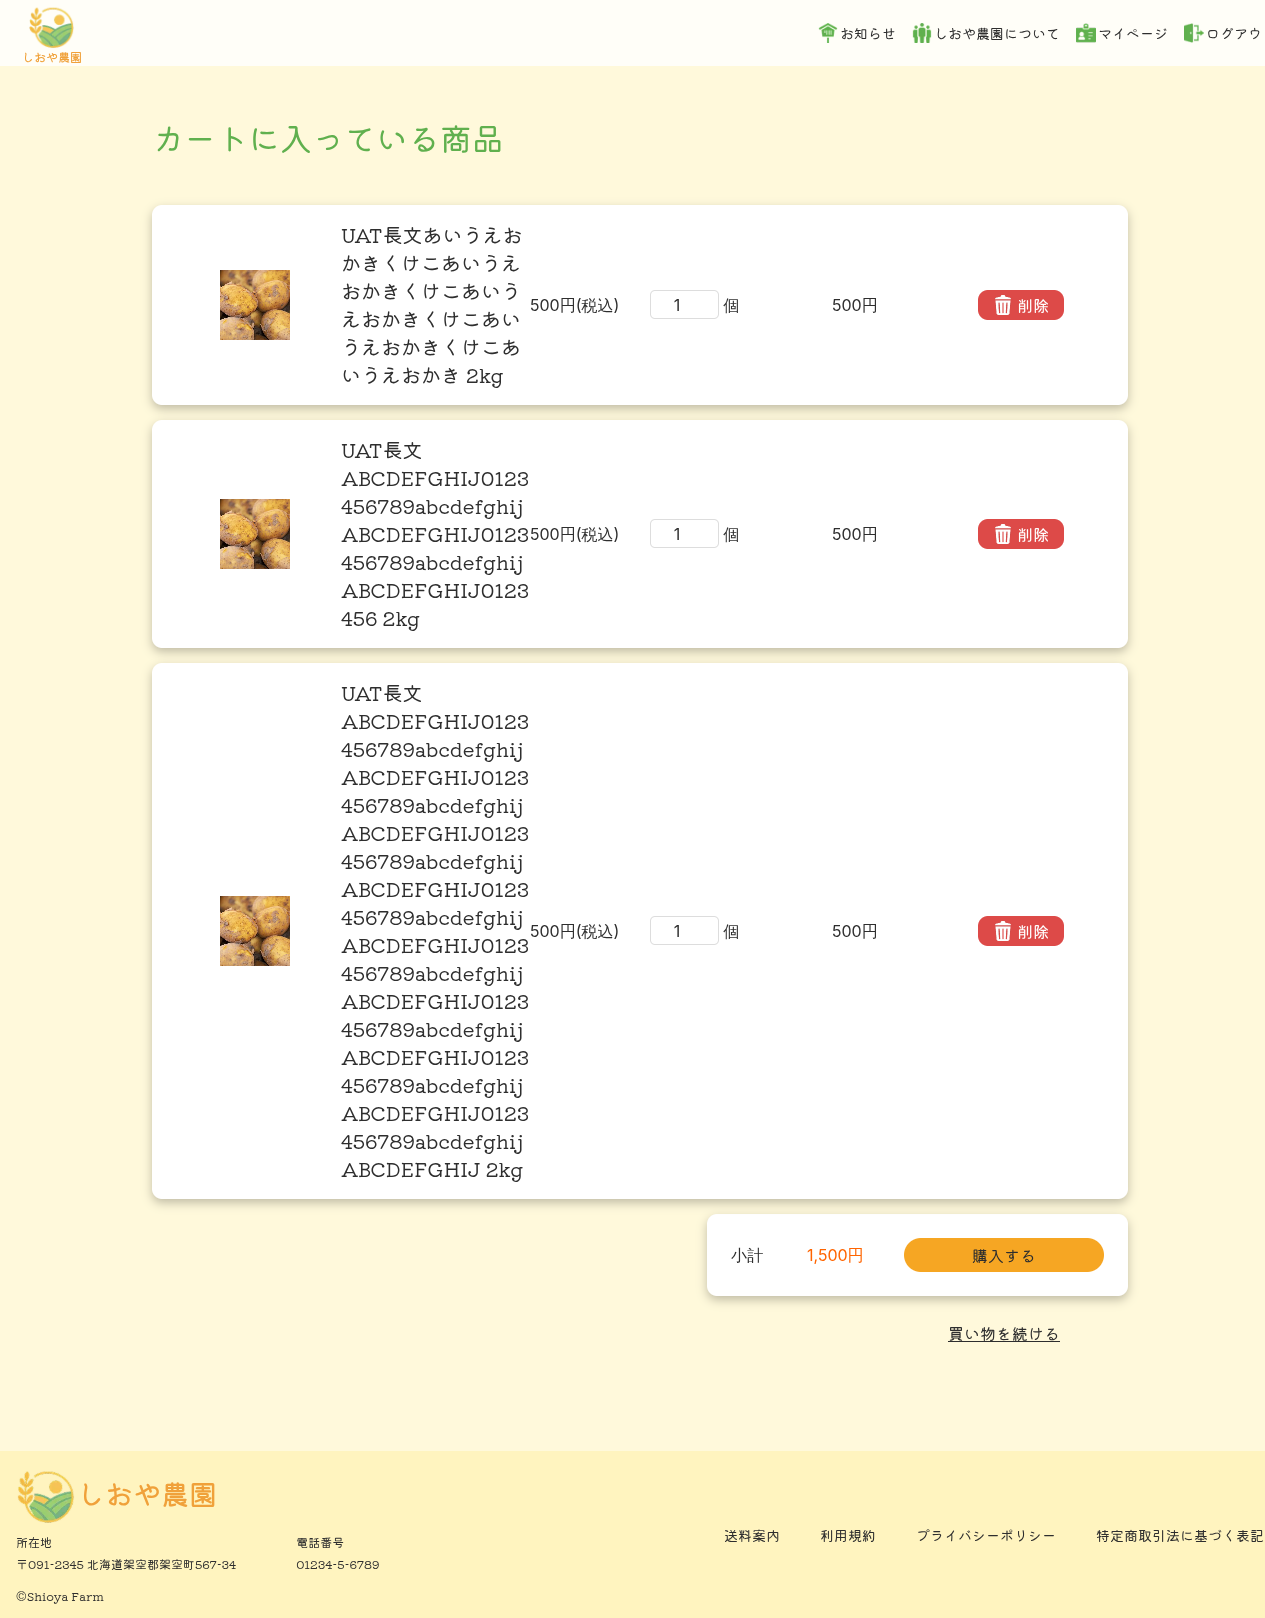 しおや農園
お知らせ
しおや農園について
マイページ
ログアウ
カートに入っている商品
UAT長文あいうえお
かきくけこあいうえ
おかきくけこあいう
えおかきくけこあい
うえおかきくけこあ
いうえおかき 2kg
500円(税込)
1 個
500円
削除
UAT長文
ABCDEFGHIJ0123
456789abcdefghij
ABCDEFGHIJ0123
456789abcdefghij
ABCDEFGHIJ0123
456 2kg
500円(税込)
1 個
500円
削除
UAT長文
ABCDEFGHIJ0123
456789abcdefghij
ABCDEFGHIJ0123
456789abcdefghij
ABCDEFGHIJ0123
456789abcdefghij
ABCDEFGHIJ0123
456789abcdefghij
ABCDEFGHIJ0123
456789abcdefghij
ABCDEFGHIJ0123
456789abcdefghij
ABCDEFGHIJ0123
456789abcdefghij
ABCDEFGHIJ0123
456789abcdefghij
ABCDEFGHIJ 2kg
500円(税込)
1 個
500円
削除
小計
1,500円
購入する
買い物を続ける
しおや農園
所在地
〒091-2345 北海道架空郡架空町567-34
電話番号
01234-5-6789
送料案内
利用規約
プライバシーポリシー
特定商取引法に基づく表記
©Shioya Farm